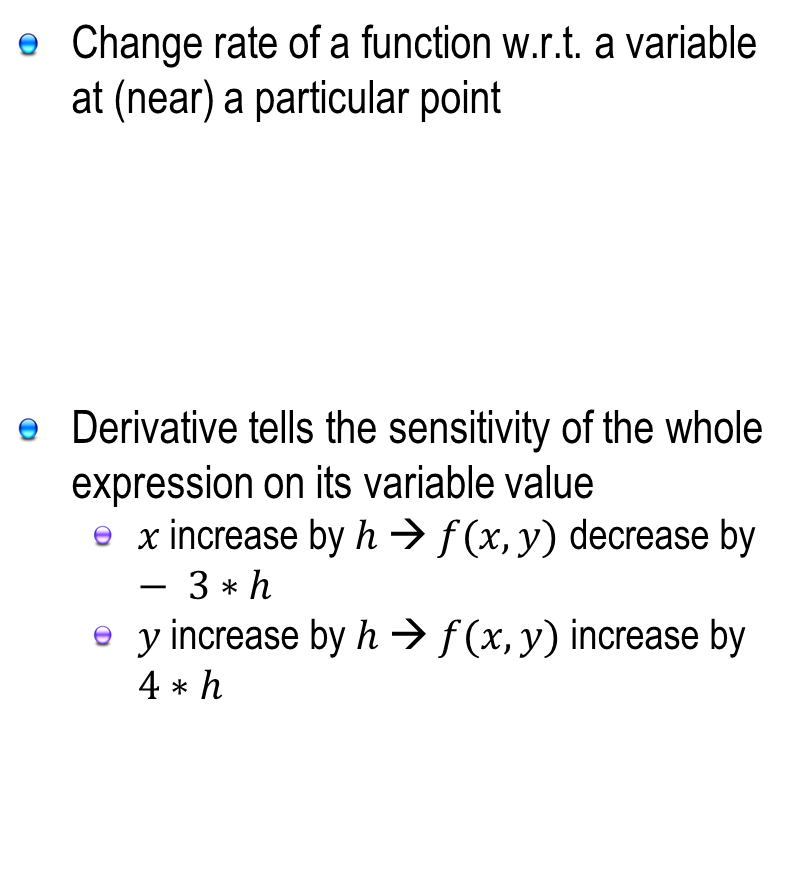 Change rate of a function w.r.t. a variable
at (near) a particular point
Derivative tells the sensitivity of the whole
expression on its variable value
x increase by h → f(x, y) decrease by
− 3 ∗ h
y increase by h → f(x, y) increase by
4 ∗ h